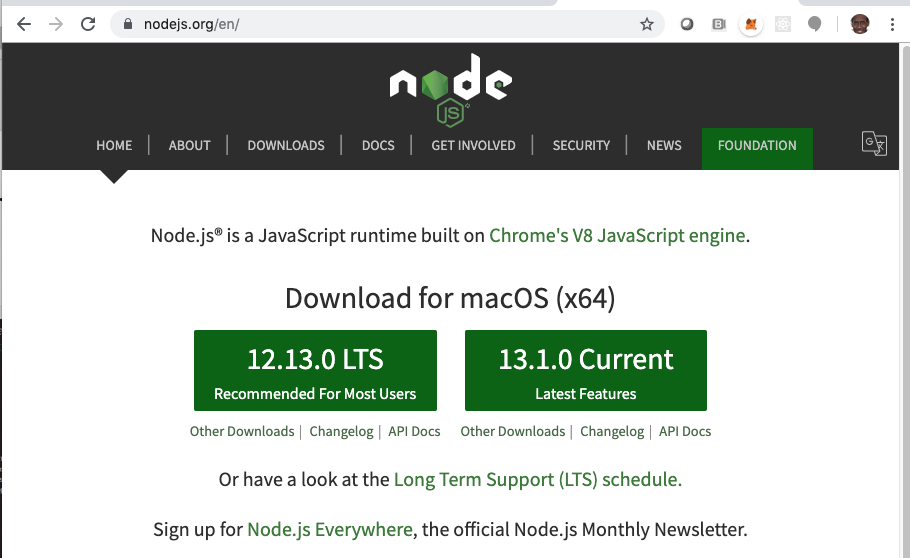 nodejs.org/en/
node
JS
HOME | ABOUT | DOWNLOADS | DOCS | GET INVOLVED | SECURITY | NEWS FOUNDATION
Node.js® is a JavaScript runtime built on Chrome's V8 JavaScript engine.
Download for macOS (x64)
12.13.0 LTS 13.1.0 Current
Recommended For Most Users Latest Features
Other Downloads | Changelog | API Docs Other Downloads | Changelog | API Docs
Or have a look at the Long Term Support (LTS) schedule.
Sign up for Node.js Everywhere, the official Node.js Monthly Newsletter.